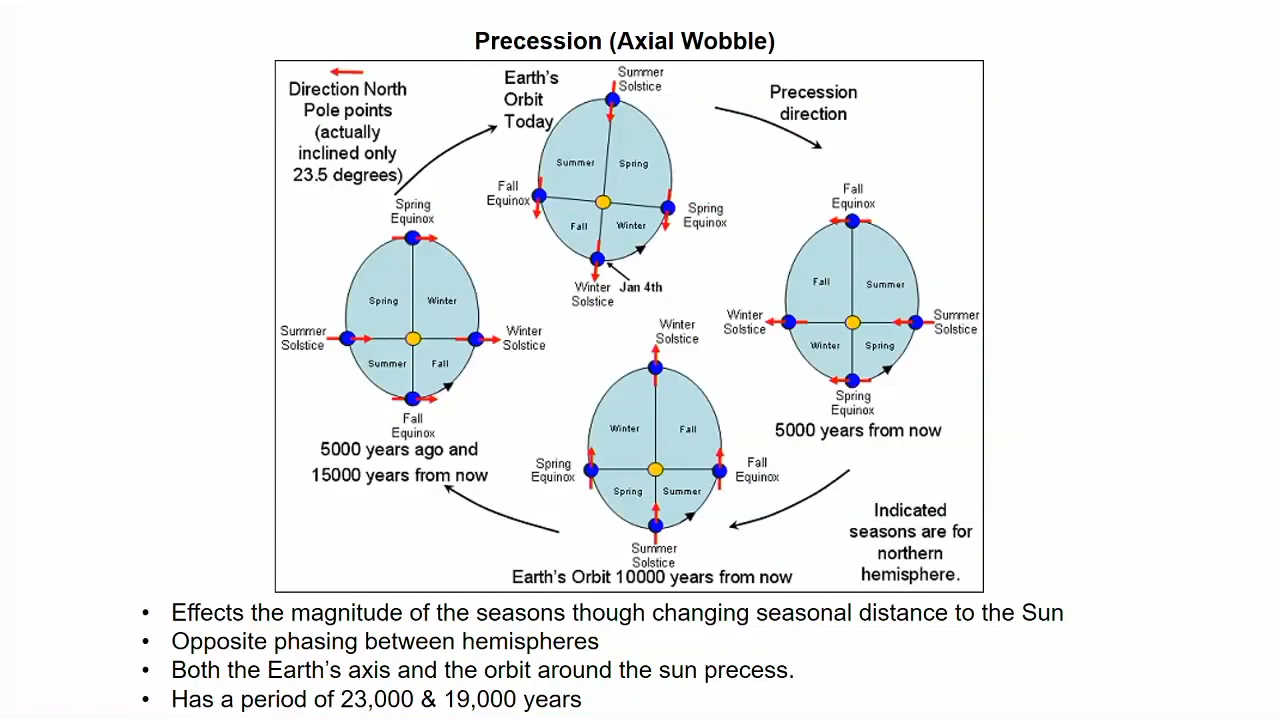 Precession (Axial Wobble)
Direction North
Pole points
(actually
inclined only
23.5 degrees)
Earth's
Orbit
Today
Summer
Solstice
Precession
direction
Summer
Spring
Fall
Equinox
Spring
Equinox
Fall
Winter
Winter
Solstice
Jan 4th
Spring
Equinox
Spring
Winter
Summer
Solstice
Winter
Solstice
Summer
Fall
Fall
Equinox
5000 years ago and
15000 years from now
Fall
Equinox
Fall
Summer
Winter
Solstice
Summer
Solstice
Winter
Spring
Spring
Equinox
5000 years from now
Winter
Solstice
Winter
Fall
Spring
Equinox
Fall
Equinox
Spring
Summer
Summer
Solstice
Earth's Orbit 10000 years from now
Indicated
seasons are for
northern
hemisphere.
• Effects the magnitude of the seasons though changing seasonal distance to the Sun
• Opposite phasing between hemispheres
• Both the Earth's axis and the orbit around the sun precess.
• Has a period of 23,000 & 19,000 years